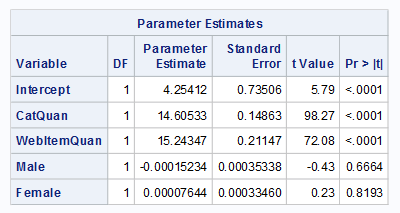 Parameter Estimates
Variable DF Parameter Estimate Standard Error t Value Pr > |t|
Intercept 1 4.25412 0.73506 5.79 <.0001
CatQuan 1 14.60533 0.14863 98.27 <.0001
WebItemQuan 1 15.24347 0.21147 72.08 <.0001
Male 1 -0.00015234 0.00035338 -0.43 0.6664
Female 1 0.00007644 0.00033460 0.23 0.8193